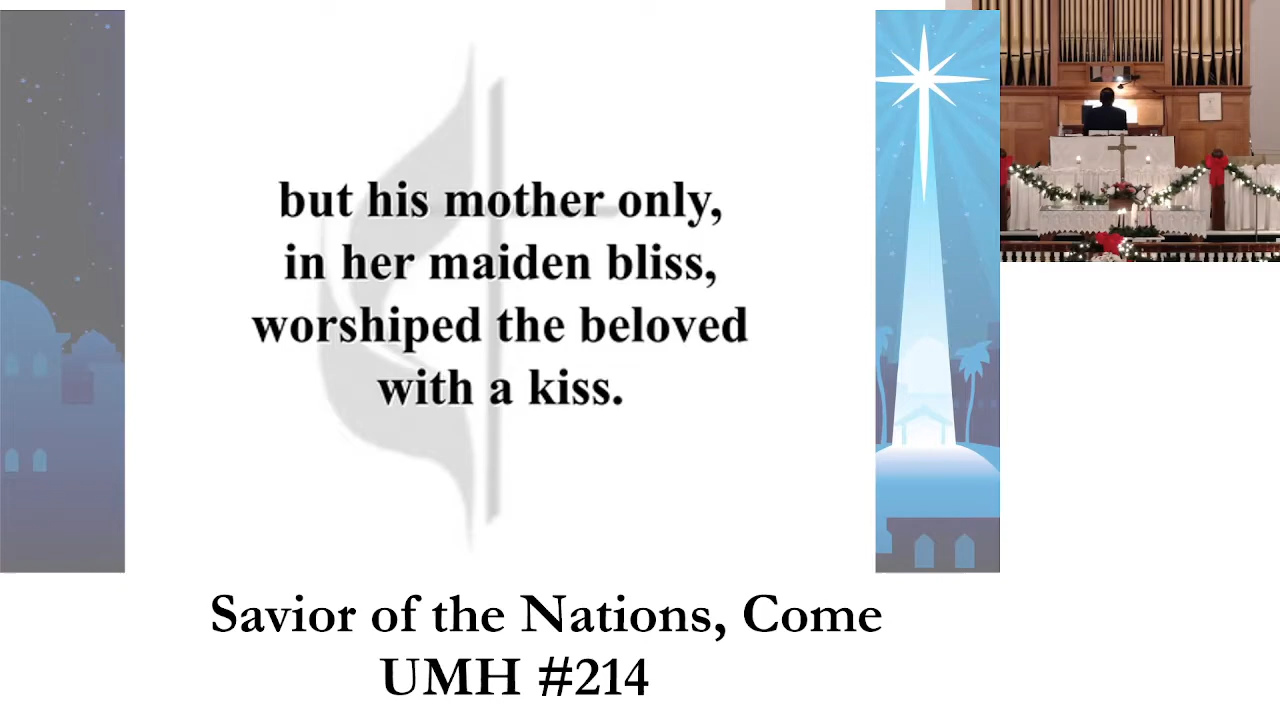 but his mother only,
in her maiden bliss,
worshiped the beloved
with a kiss.
Savior of the Nations, Come
UMH #214